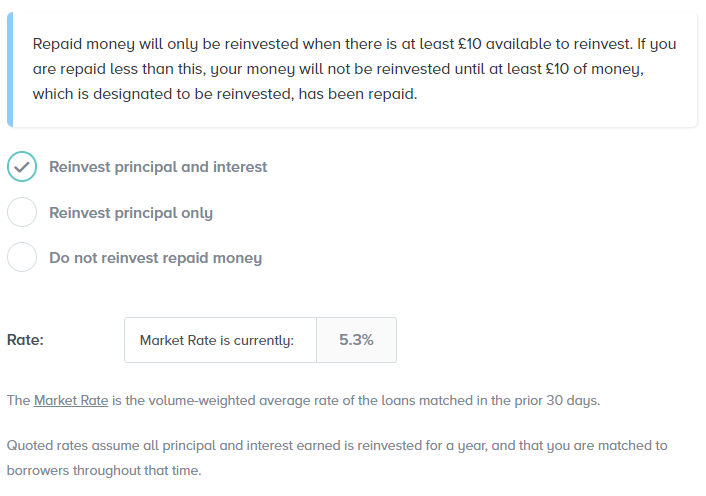 Repaid money will only be reinvested when there is at least £10 available to reinvest. If you
are repaid less than this, your money will not be reinvested until at least £10 of money,
which is designated to be reinvested, has been repaid.
Reinvest principal and interest
Reinvest principal only
Do not reinvest repaid money
Rate: Market Rate is currently: 5.3%
The Market Rate is the volume-weighted average rate of the loans matched in the prior 30 days.
Quoted rates assume all principal and interest earned is reinvested for a year, and that you are matched to
borrowers throughout that time.